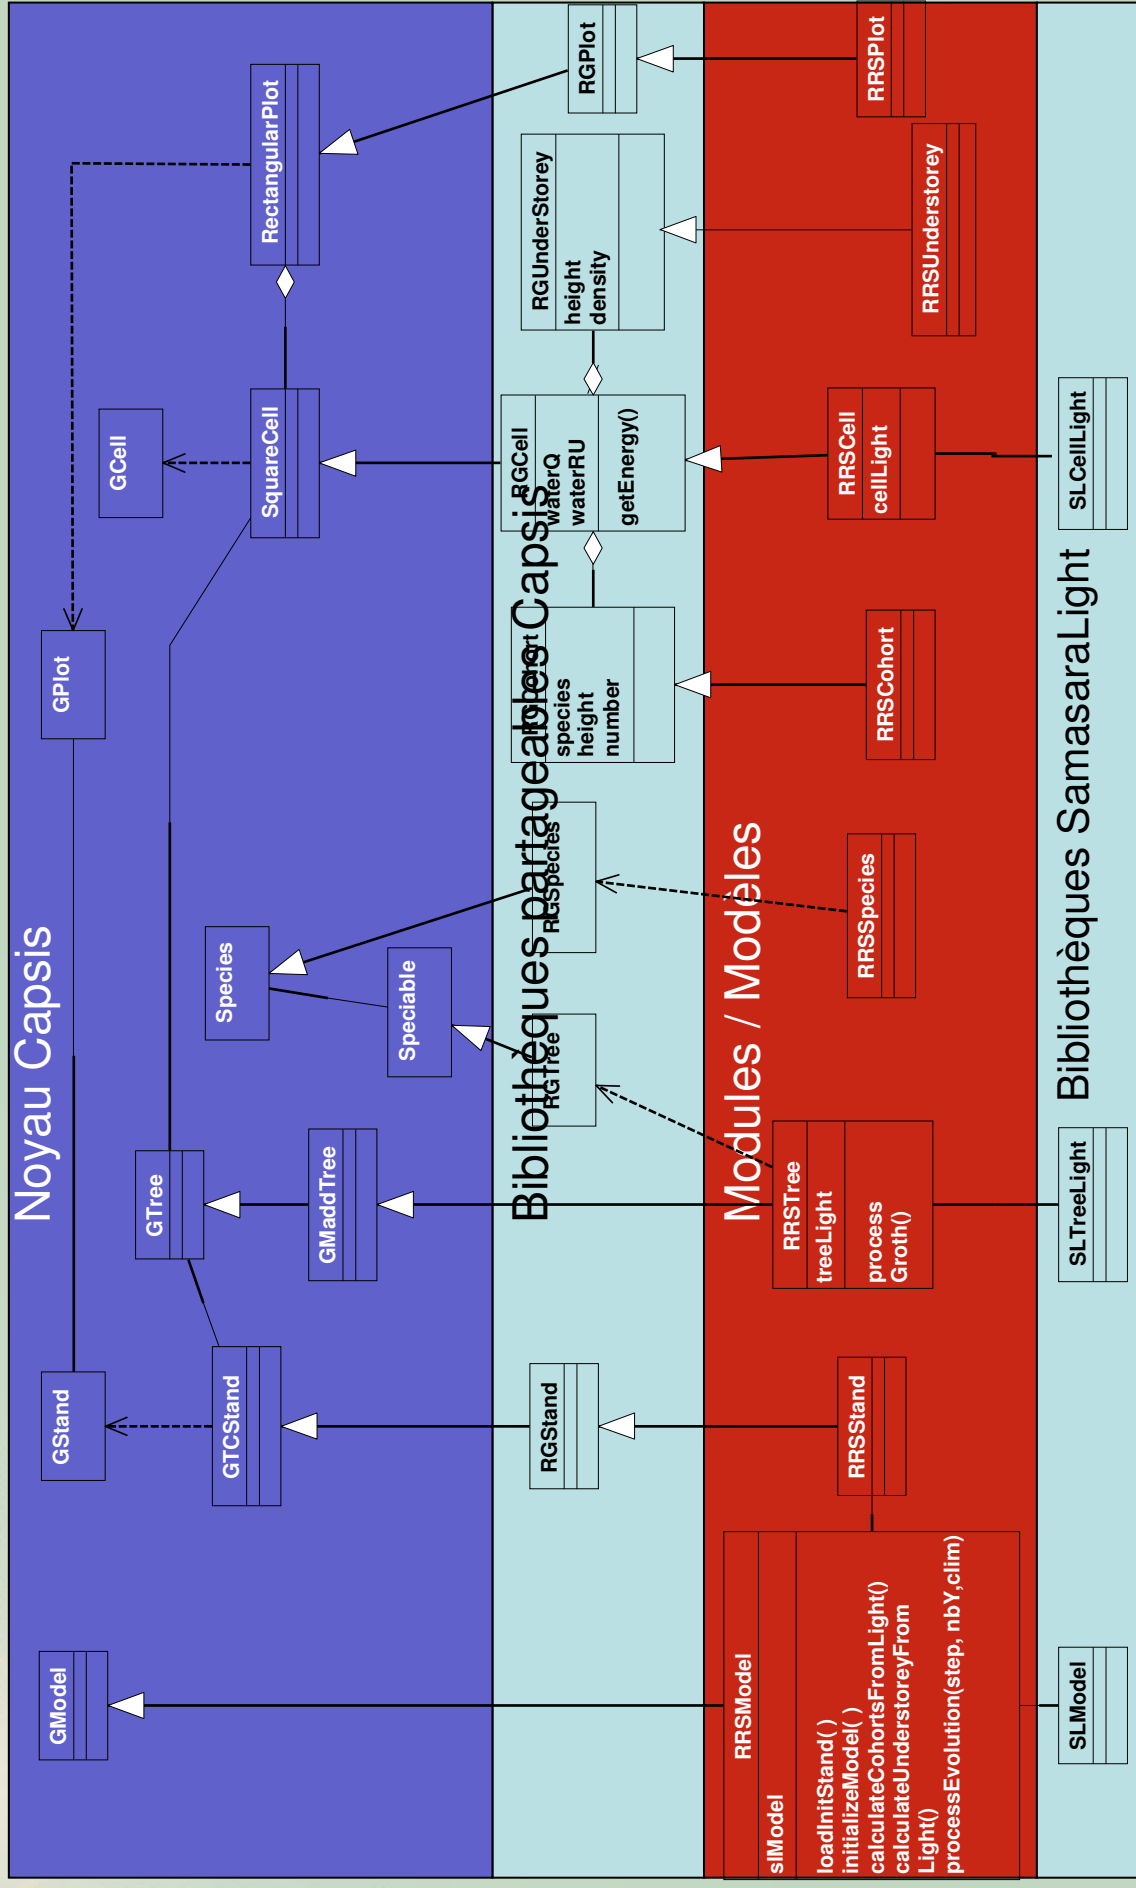 Noyau Capsis
GModel
GStand
GPlot
GCell
GTree
GTCStand
GMaddTree
Species
Speciable
SquareCell
RectangularPlot
Bibliothèques partageables Capsis
RGStand
RGTree
RGSpecies
RGCohort
species
height
number
RGCell
waterQ
waterRU
getEnergy()
RGUnderStorey
height
density
RGPlot
Modules / Modèles
RRSModel
slModel
loadInitStand( )
initializeModel( )
calculateCohortsFromLight()
calculateUnderstoreyFrom
Light()
processEvolution(step, nbY,clim)
RRSStand
RRSTree
treeLight
process
Groth()
RRSSpecies
RRSCohort
RRSCell
cellLight
RRSUnderstorey
RRSPlot
Bibliothèques SamasaraLight
SLModel
SLTreeLight
SLCellLight